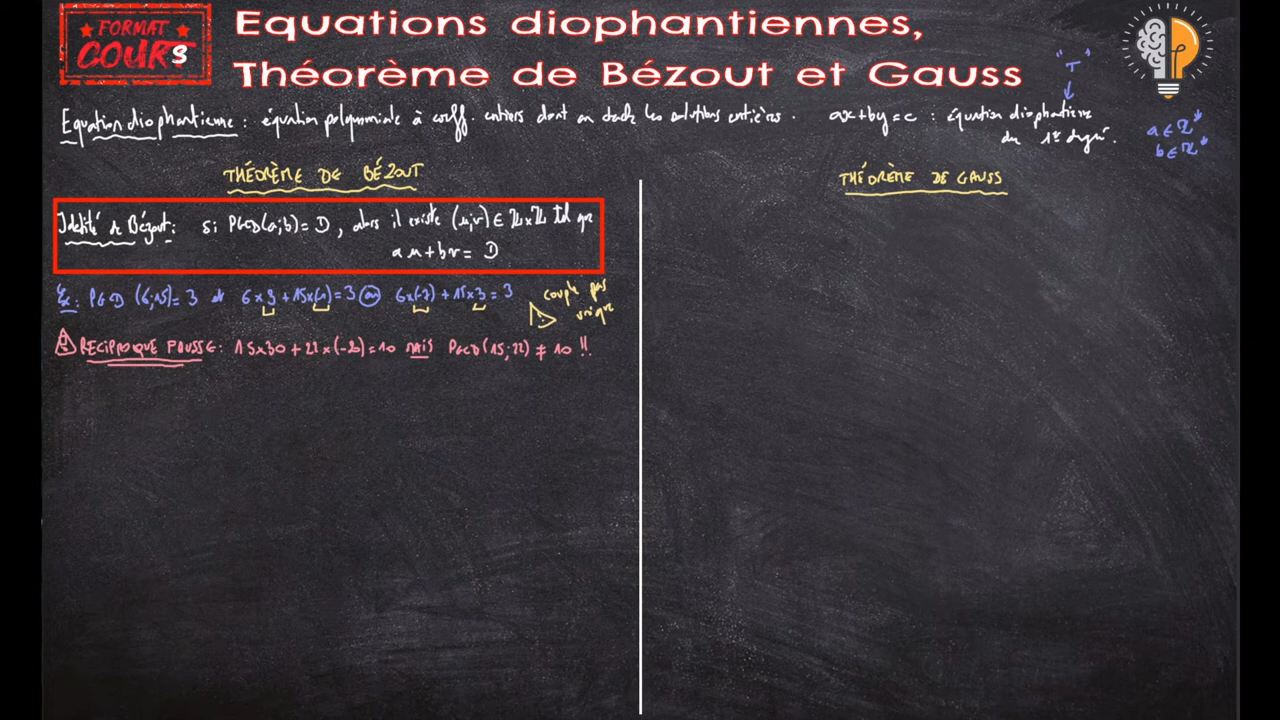 FORMAT
COURS
Equations diophantiennes,
Théorème de Bézout et Gauss
"T"
Equation diophantienne : équation polynomiale à coeff. entiers dont on cherche les solutions entières. ax+by=c : équation diophantienne
du 1er degré.
a ∈ ℤ*
b ∈ ℤ*
THÉORÈME DE BÉZOUT
Identité de Bézout : si PGCD(a;b) = D, alors il existe (u,v) ∈ ℤ×ℤ tel que
au+bv = D
Ex : PGCD (6;15) = 3 et 6×3 + 15×(-1) = 3 ou 6×(-7) + 15×3 = 3
couple pas
unique
RECIPROQUE FAUSSE : 15×30 + 22×(-20) = 10 mais PGCD(15;22) ≠ 10 !!.
THÉORÈME DE GAUSS